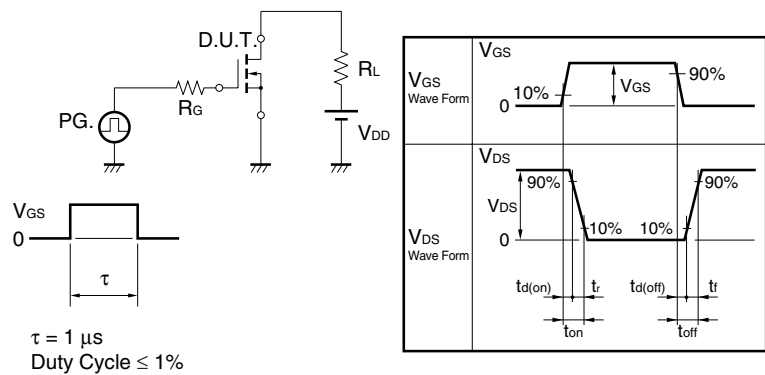 D.U.T.
RL
RG
PG.
VDD
VGS
0
τ
τ = 1 μs
Duty Cycle ≤ 1%
VGS
Wave Form
VGS
10%
VGS
90%
0
VDS
Wave Form
VDS
90%
90%
VDS
10% 10%
0
td(on) tr td(off) tf
ton toff